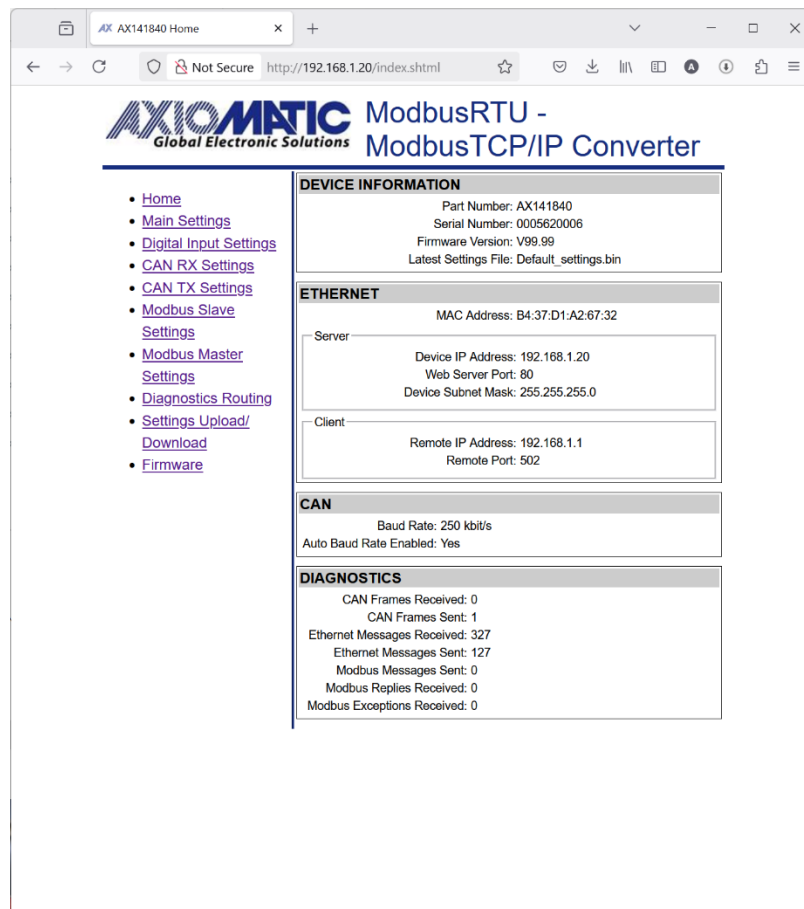 AX141840 Home
Not Secure http://192.168.1.20/index.shtml
AXIOMATIC
Global Electronic Solutions
ModbusRTU -
ModbusTCP/IP Converter
Home
Main Settings
Digital Input Settings
CAN RX Settings
CAN TX Settings
Modbus Slave
Settings
Modbus Master
Settings
Diagnostics Routing
Settings Upload/
Download
Firmware
DEVICE INFORMATION
Part Number: AX141840
Serial Number: 0005620006
Firmware Version: V99.99
Latest Settings File: Default_settings.bin
ETHERNET
MAC Address: B4:37:D1:A2:67:32
Server
Device IP Address: 192.168.1.20
Web Server Port: 80
Device Subnet Mask: 255.255.255.0
Client
Remote IP Address: 192.168.1.1
Remote Port: 502
CAN
Baud Rate: 250 kbit/s
Auto Baud Rate Enabled: Yes
DIAGNOSTICS
CAN Frames Received: 0
CAN Frames Sent: 1
Ethernet Messages Received: 327
Ethernet Messages Sent: 127
Modbus Messages Sent: 0
Modbus Replies Received: 0
Modbus Exceptions Received: 0